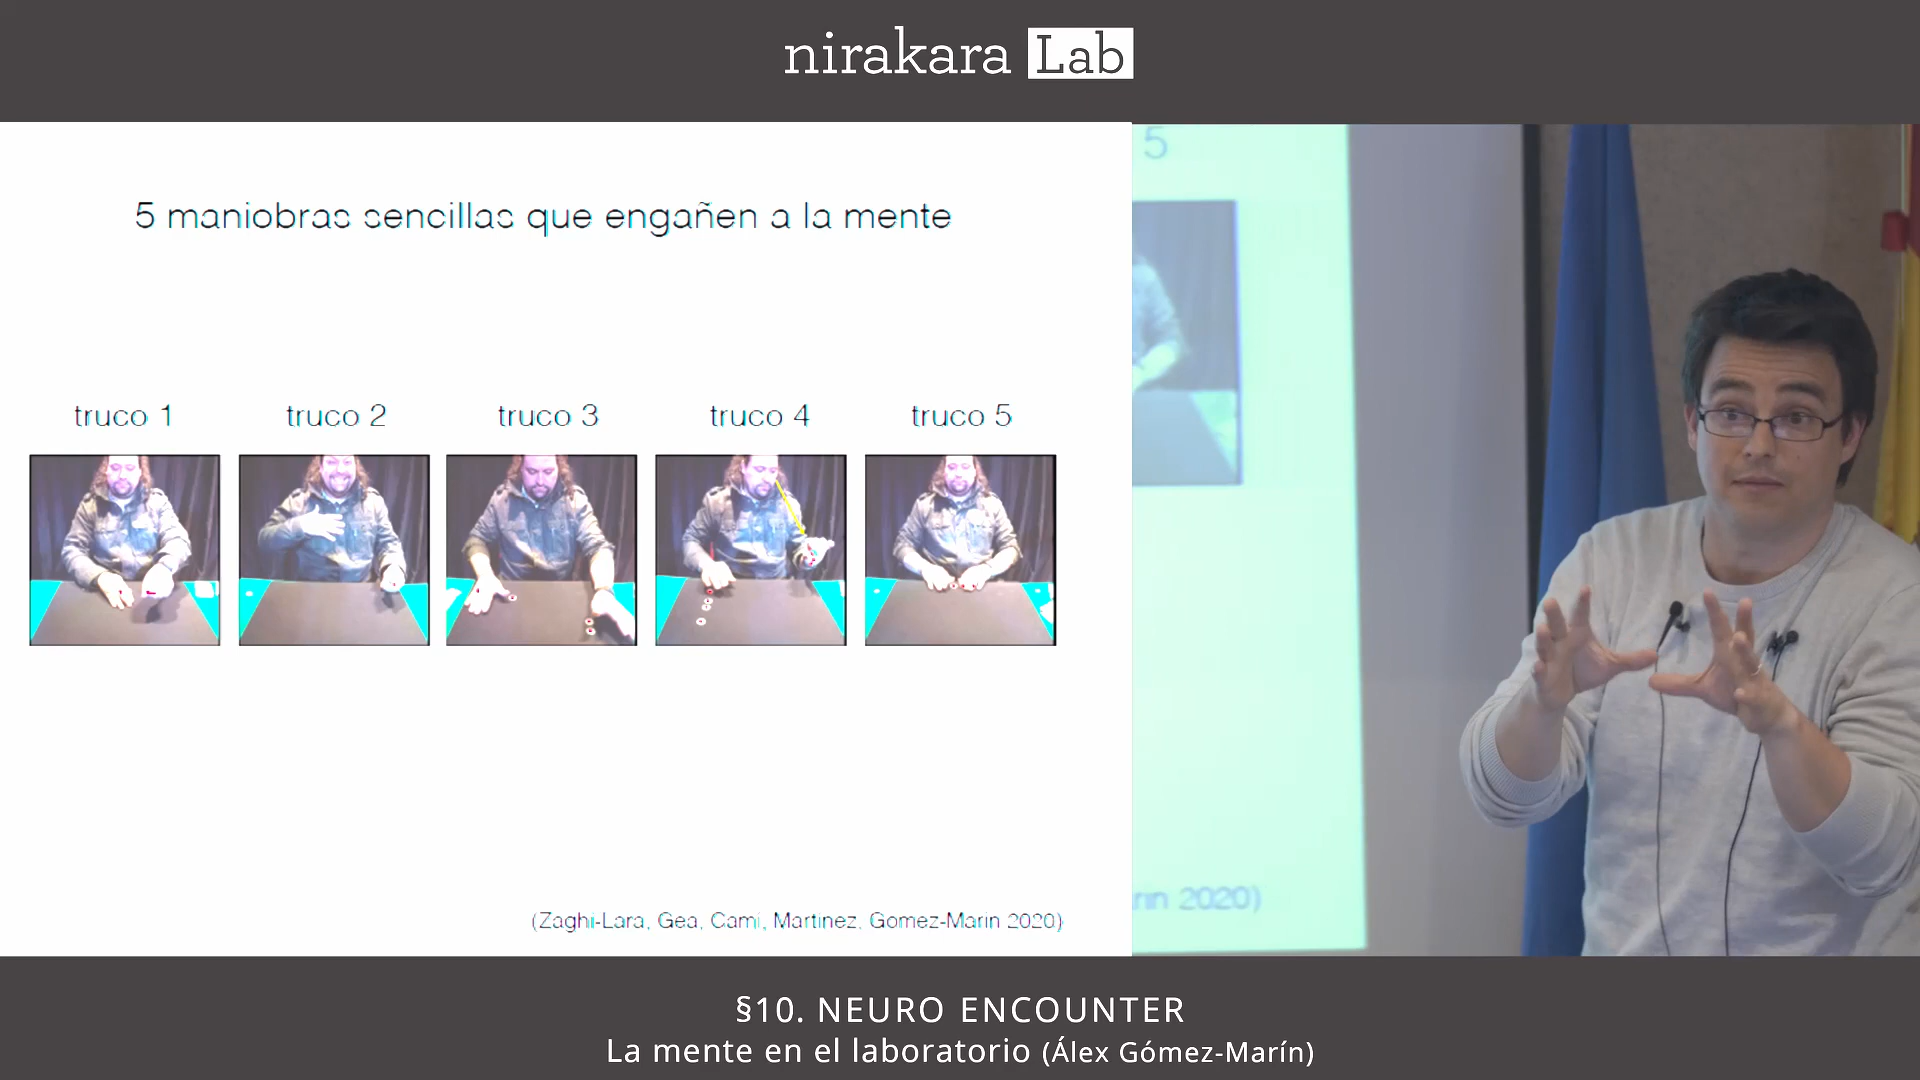 nirakara Lab
5 maniobras sencillas que engañen a la mente
truco 1
truco 2
truco 3
truco 4
truco 5
(Zaghi-Lara, Gea, Cami, Martinez, Gomez-Marin 2020)
5
rin 2020)
§10. NEURO ENCOUNTER
La mente en el laboratorio (Álex Gómez-Marín)